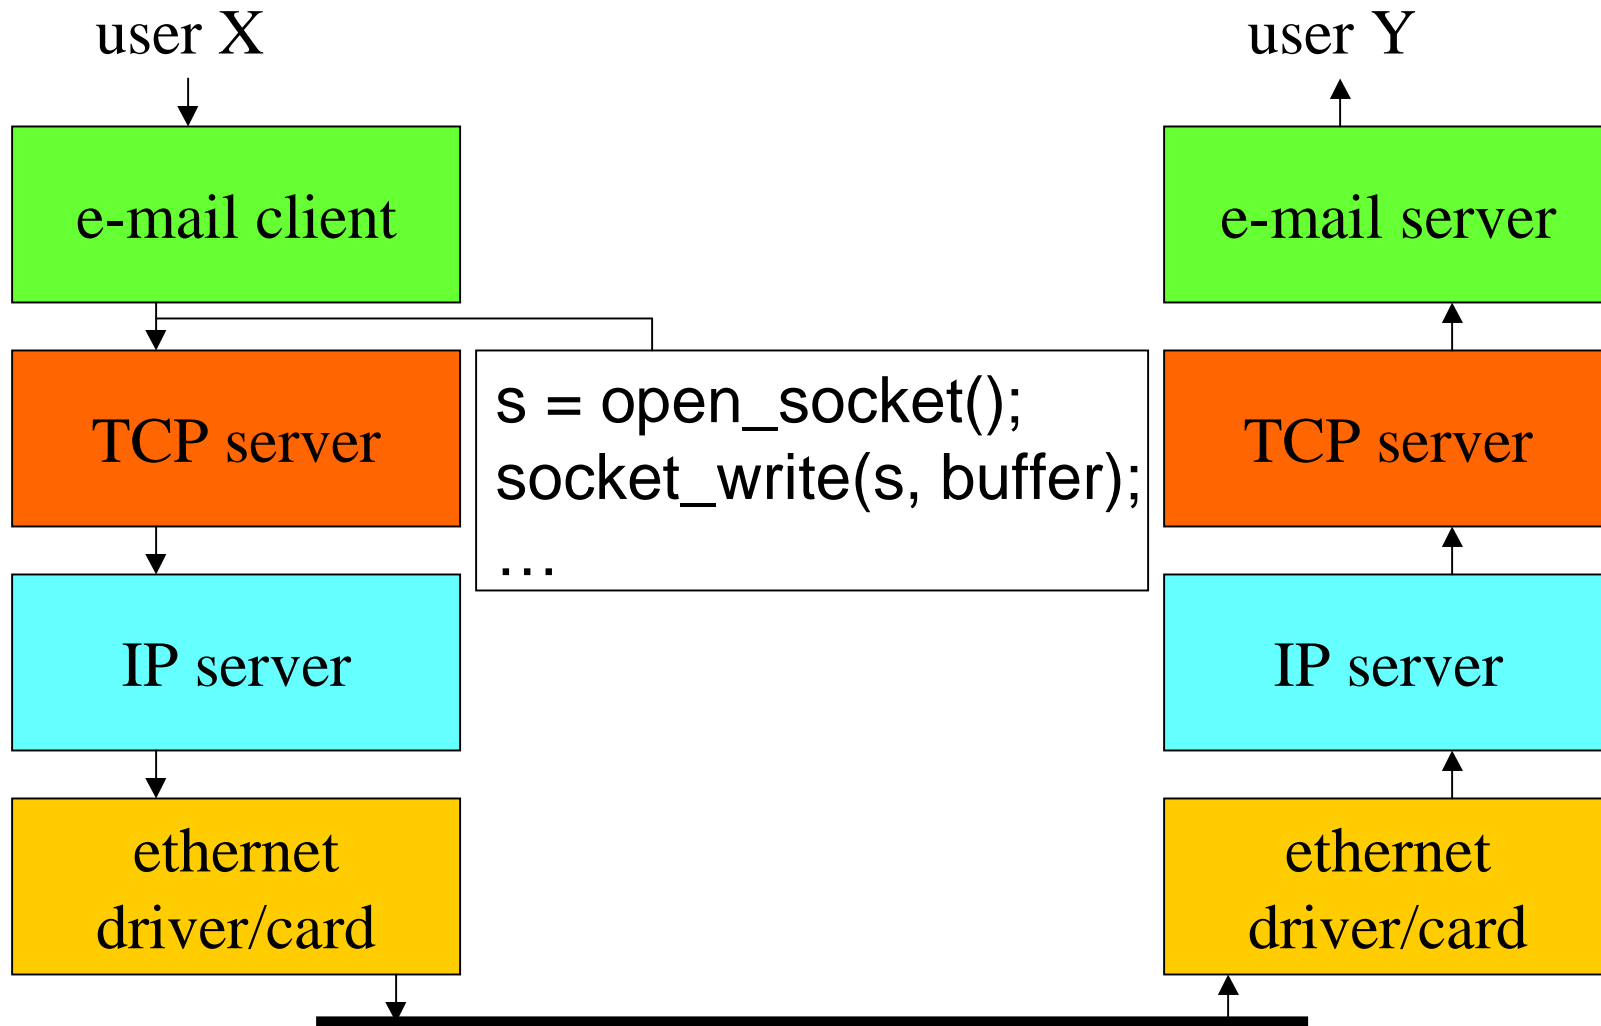 user X
user Y
e-mail client
e-mail server
TCP server
s = open_socket();
socket_write(s, buffer);
…
TCP server
IP server
IP server
ethernet
driver/card
ethernet
driver/card